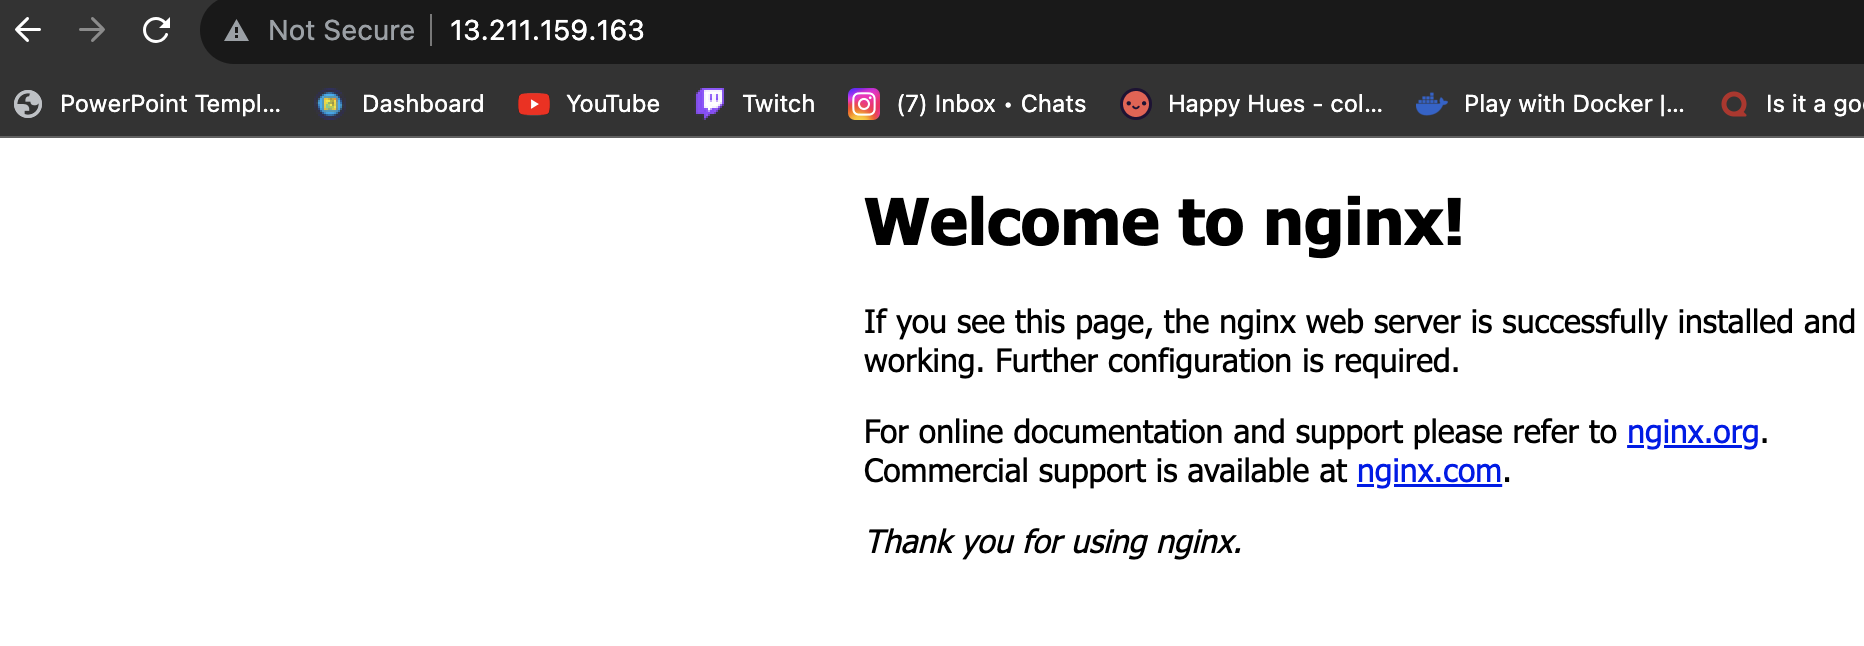 Not Secure | 13.211.159.163
PowerPoint Templ... Dashboard YouTube Twitch (7) Inbox • Chats Happy Hues - col... Play with Docker |... Is it a go
Welcome to nginx!
If you see this page, the nginx web server is successfully installed and
working. Further configuration is required.
For online documentation and support please refer to nginx.org.
Commercial support is available at nginx.com.
Thank you for using nginx.